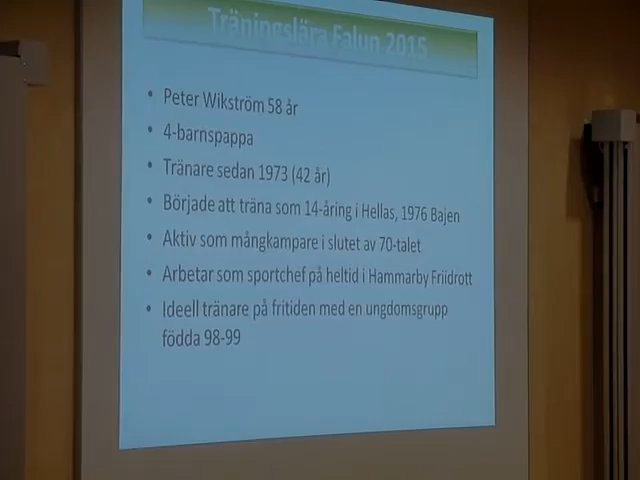 Träningslära Falun 2015
• Peter Wikström 58 år
• 4-barnspappa
• Tränare sedan 1973 (42 år)
• Började att träna som 14-åring i Hellas, 1976 Bajen
• Aktiv som mångkampare i slutet av 70-talet
• Arbetar som sportchef på heltid i Hammarby Friidrott
• Ideell tränare på fritiden med en ungdomsgrupp
födda 98-99